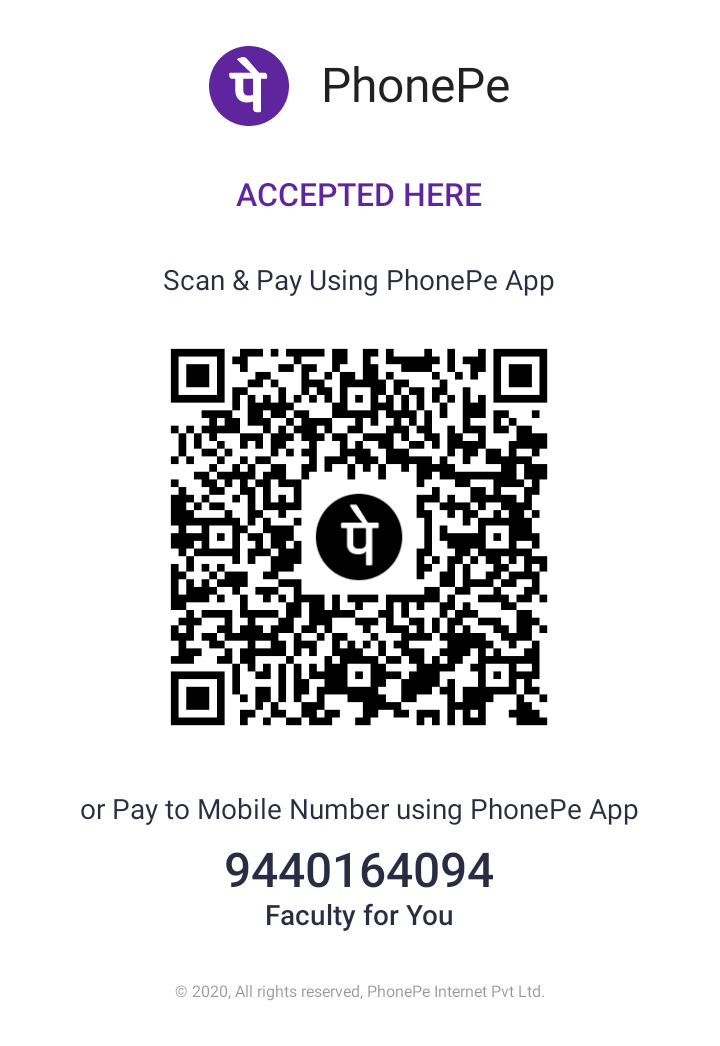 पे PhonePe
ACCEPTED HERE
Scan & Pay Using PhonePe App
पे
or Pay to Mobile Number using PhonePe App
9440164094
Faculty for You
© 2020, All rights reserved, PhonePe Internet Pvt Ltd.